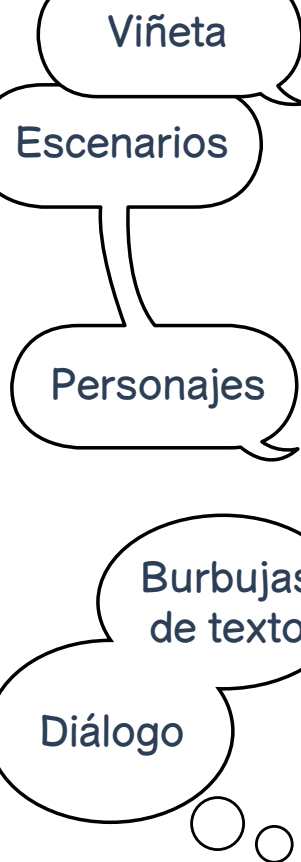 Viñeta
Escenarios
Personajes
Burbujas
de texto
Diálogo